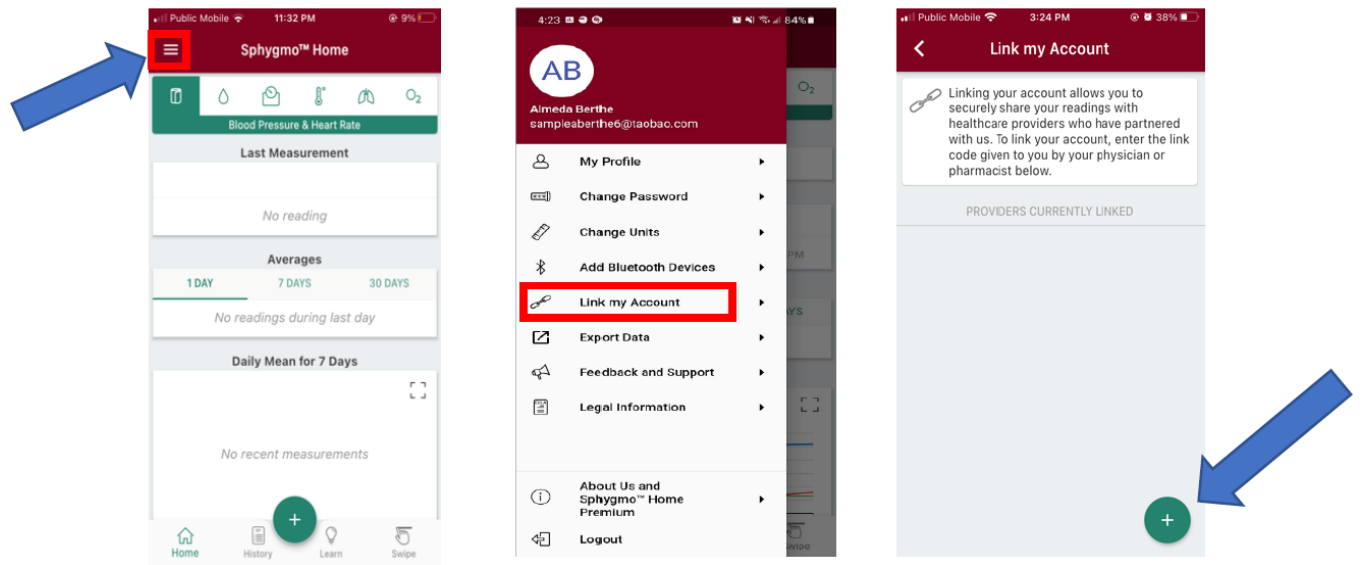 Public Mobile 11:32 PM 9%
Sphygmo™ Home
O₂
Blood Pressure & Heart Rate
Last Measurement
No reading
Averages
1 DAY 7 DAYS 30 DAYS
No readings during last day
Daily Mean for 7 Days
No recent measurements
+
Home History Learn Swipe
4:23 84%
AB
Almeda Berthe
sampleaberthe6@taobao.com
O₂
My Profile
Change Password
Change Units
PM
Add Bluetooth Devices
Link my Account
AYS
Export Data
Feedback and Support
Legal Information
About Us and
Sphygmo™ Home
Premium
Logout
Swipe
Public Mobile 3:24 PM 38%
Link my Account
Linking your account allows you to
securely share your readings with
healthcare providers who have partnered
with us. To link your account, enter the link
code given to you by your physician or
pharmacist below.
PROVIDERS CURRENTLY LINKED
+